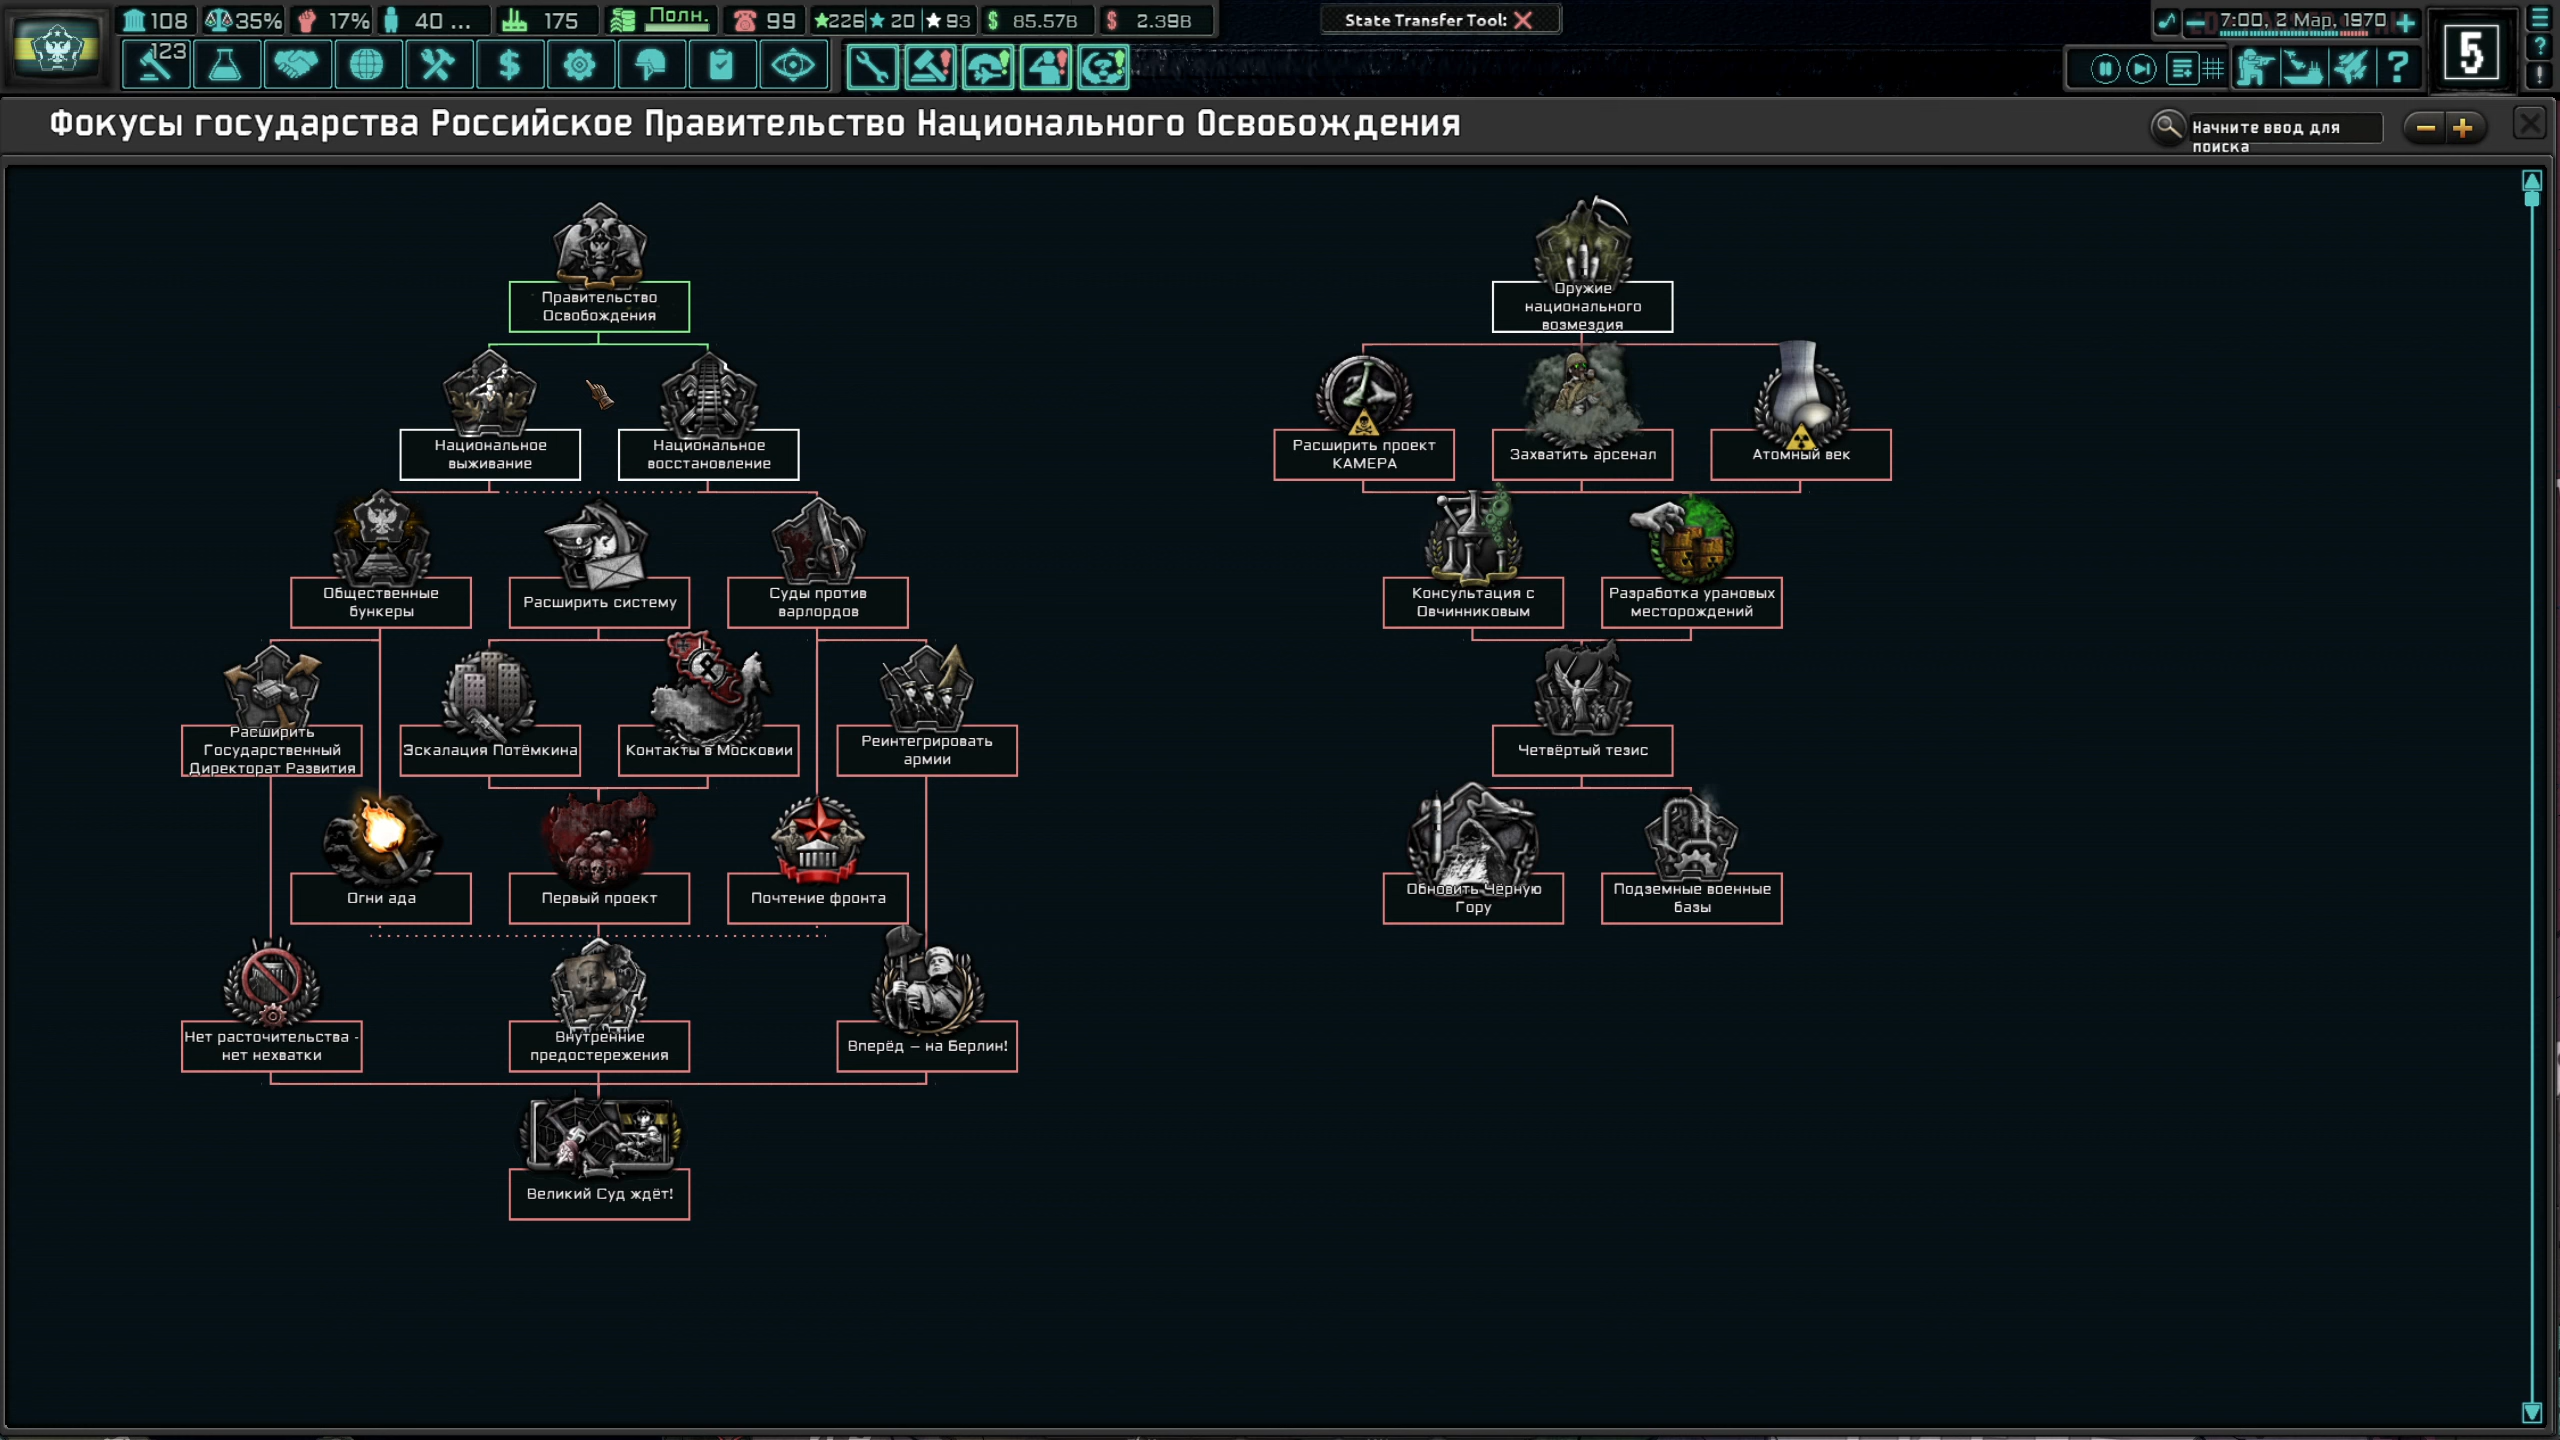 108 35% 17% 40 ... 175 Полн. 99 226 20 93 $ 85.57B $ 2.39B
State Transfer Tool:
7:00, 2 Мар, 1970
123
5
Фокусы государства Российское Правительство Национального Освобождения
Начните ввод для
поиска
Правительство
Освобождения
Оружие
национального
возмездия
Национальное
выживание
Национальное
восстановление
Расширить проект
КАМЕРА
Захватить арсенал
Атомный век
Общественные
бункеры
Расширить систему
Суды против
варлордов
Консультация с
Овчинниковым
Разработка урановых
месторождений
Расширить
Государственный
Директорат Развития
Эскалация Потёмкина
Контакты в Московии
Реинтегрировать
армии
Четвёртый тезис
Огни ада
Первый проект
Почтение фронта
Обновить Чёрную
Гору
Подземные военные
базы
Нет расточительства -
нет нехватки
Внутренние
предостережения
Вперёд — на Берлин!
Великий Суд ждёт!